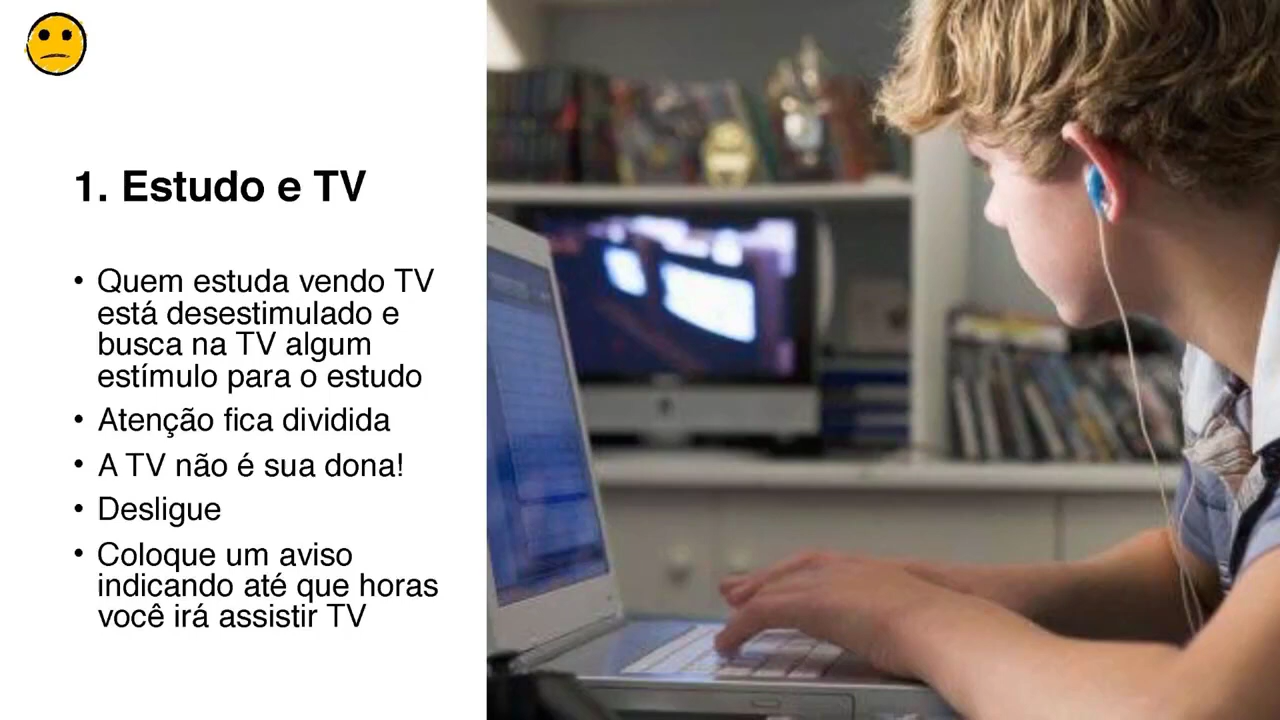 1. Estudo e TV
• Quem estuda vendo TV
está desestimulado e
busca na TV algum
estímulo para o estudo
• Atenção fica dividida
• A TV não é sua dona!
• Desligue
• Coloque um aviso
indicando até que horas
você irá assistir TV